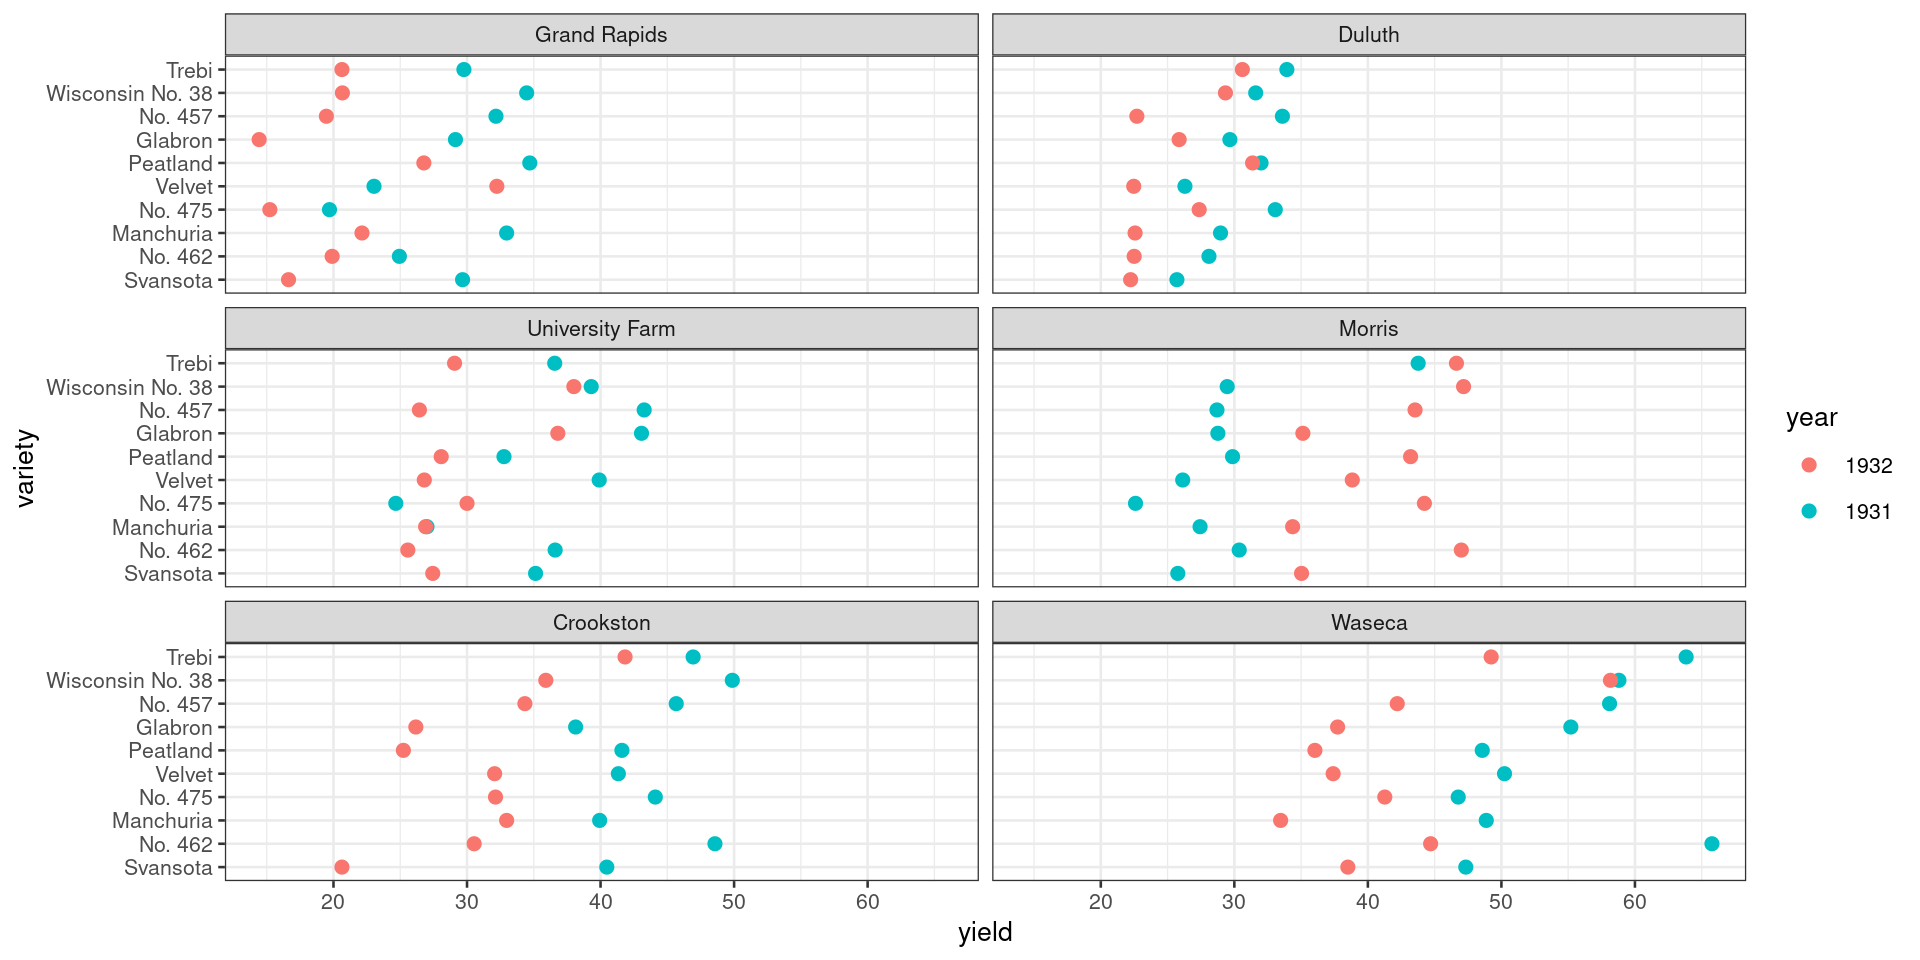 Grand Rapids
Duluth
Trebi
Wisconsin No. 38
No. 457
Glabron
Peatland
Velvet
No. 475
Manchuria
No. 462
Svansota
University Farm
Morris
Trebi
Wisconsin No. 38
No. 457
Glabron
Peatland
Velvet
No. 475
Manchuria
No. 462
Svansota
Crookston
Waseca
Trebi
Wisconsin No. 38
No. 457
Glabron
Peatland
Velvet
No. 475
Manchuria
No. 462
Svansota
20 30 40 50 60
20 30 40 50 60
yield
variety
year
1932
1931